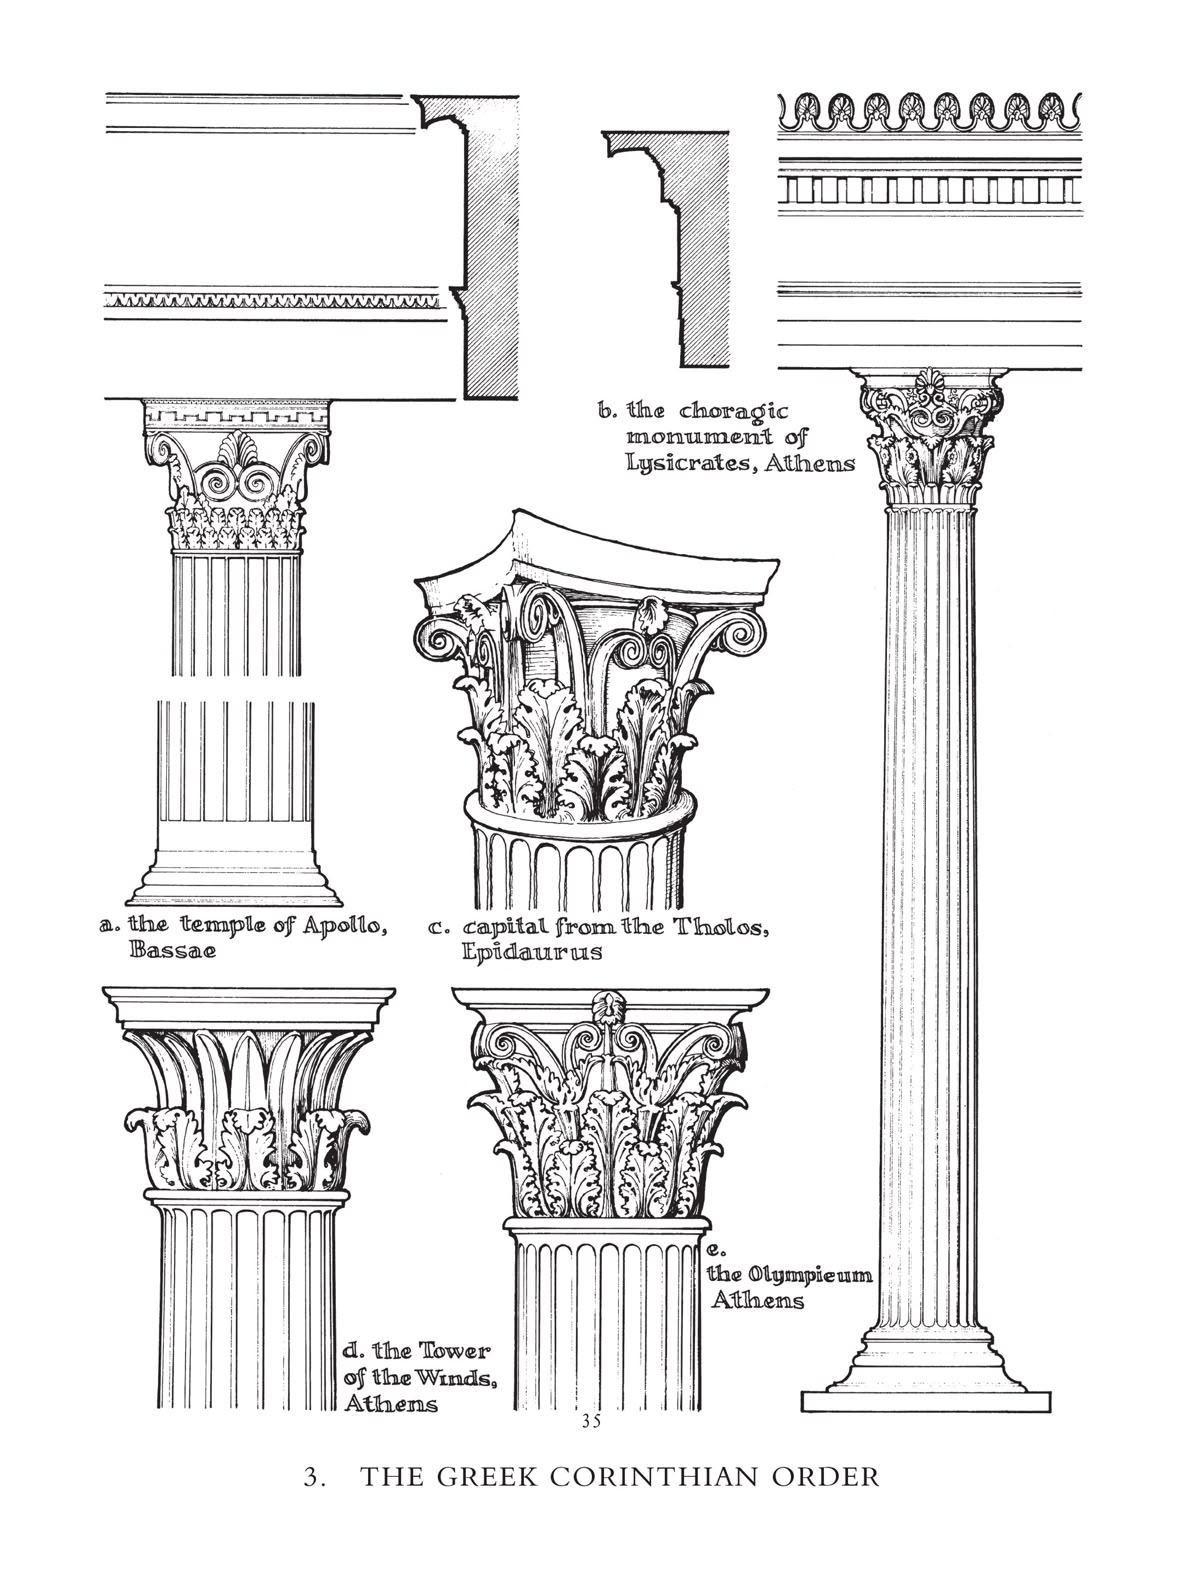 b. the choragic
monument of
Lysicrates, Athens
a. the temple of Apollo,
Bassae
c. capital from the Tholos,
Epidaurus
e.
the Olympieum
Athens
d. the Tower
of the Winds,
Athens
35
3. THE GREEK CORINTHIAN ORDER